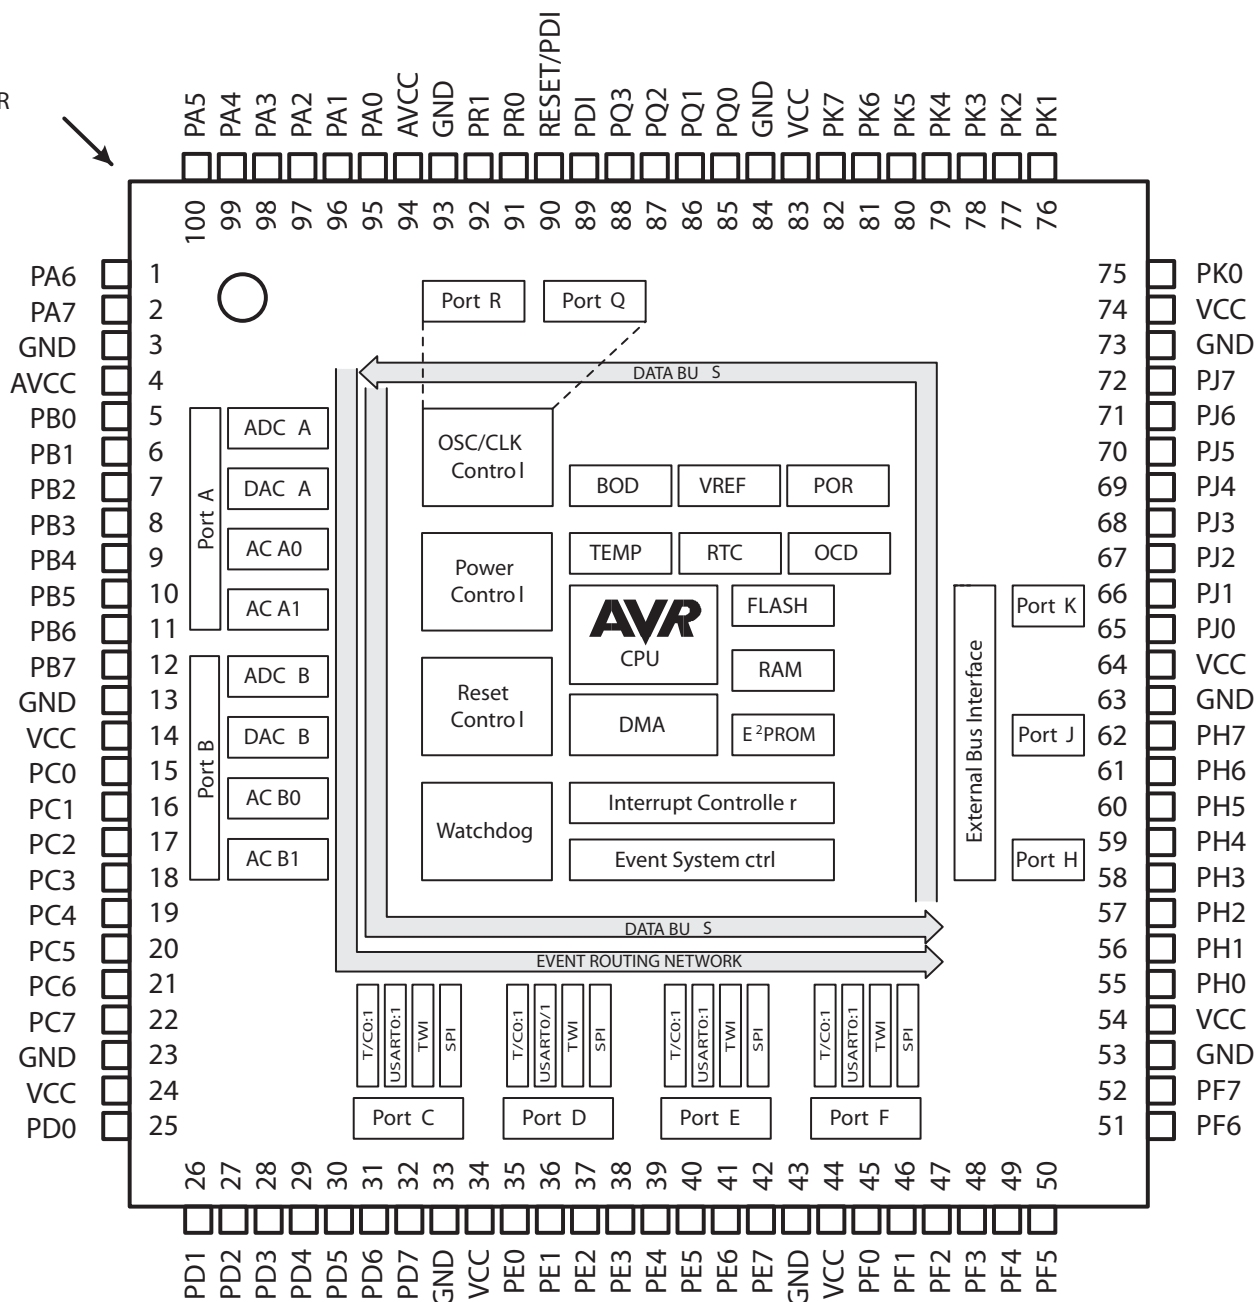 R
PA5
PA4
PA3
PA2
PA1
PA0
AVCC
GND
PR1
PR0
RESET/PDI
PDI
PQ3
PQ2
PQ1
PQ0
GND
VCC
PK7
PK6
PK5
PK4
PK3
PK2
PK1
100
99
98
97
96
95
94
93
92
91
90
89
88
87
86
85
84
83
82
81
80
79
78
77
76
PA6 1
PA7 2
GND 3
AVCC 4
PB0 5
PB1 6
PB2 7
PB3 8
PB4 9
PB5 10
PB6 11
PB7 12
GND 13
VCC 14
PC0 15
PC1 16
PC2 17
PC3 18
PC4 19
PC5 20
PC6 21
PC7 22
GND 23
VCC 24
PD0 25
75 PK0
74 VCC
73 GND
72 PJ7
71 PJ6
70 PJ5
69 PJ4
68 PJ3
67 PJ2
66 PJ1
65 PJ0
64 VCC
63 GND
62 PH7
61 PH6
60 PH5
59 PH4
58 PH3
57 PH2
56 PH1
55 PH0
54 VCC
53 GND
52 PF7
51 PF6
Port R
Port Q
DATA BU S
Port A
ADC A
DAC A
AC A0
AC A1
Port B
ADC B
DAC B
AC B0
AC B1
OSC/CLK
Control
Power
Control
Reset
Control
Watchdog
BOD
VREF
POR
TEMP
RTC
OCD
AVR
CPU
FLASH
RAM
DMA
E²PROM
Interrupt Controlle r
Event System ctrl
External Bus Interface
Port K
Port J
Port H
DATA BU S
EVENT ROUTING NETWORK
T/C0:1
USART0:1
TWI
SPI
T/C0:1
USART0/1
TWI
SPI
T/C0:1
USART0:1
TWI
SPI
T/C0:1
USART0:1
TWI
SPI
Port C
Port D
Port E
Port F
26
27
28
29
30
31
32
33
34
35
36
37
38
39
40
41
42
43
44
45
46
47
48
49
50
PD1
PD2
PD3
PD4
PD5
PD6
PD7
GND
VCC
PE0
PE1
PE2
PE3
PE4
PE5
PE6
PE7
GND
VCC
PF0
PF1
PF2
PF3
PF4
PF5